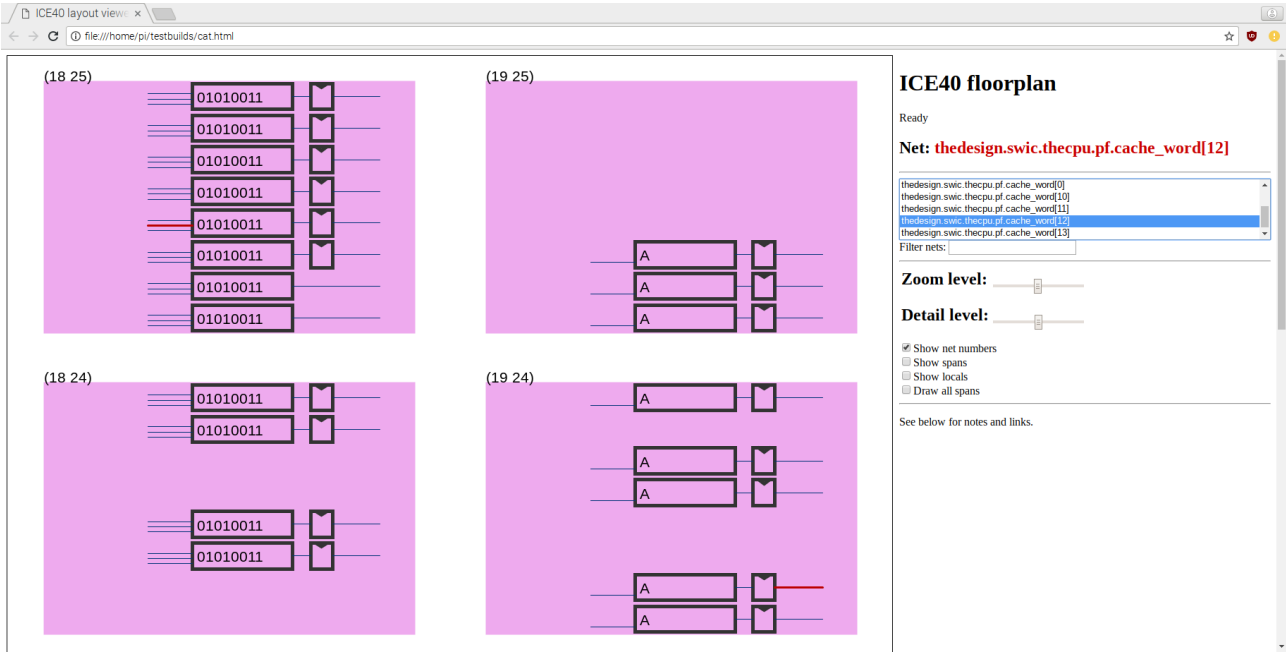 ICE40 layout viewe
file:///home/pi/testbuilds/cat.html
(18 25)
01010011
01010011
01010011
01010011
01010011
01010011
01010011
01010011
(19 25)
A
A
A
(18 24)
01010011
01010011
01010011
01010011
(19 24)
A
A
A
A
A
ICE40 floorplan
Ready
Net: thedesign.swic.thecpu.pf.cache_word[12]
thedesign.swic.thecpu.pf.cache_word[0]
thedesign.swic.thecpu.pf.cache_word[10]
thedesign.swic.thecpu.pf.cache_word[11]
thedesign.swic.thecpu.pf.cache_word[12]
thedesign.swic.thecpu.pf.cache_word[13]
Filter nets:
Zoom level:
Detail level:
Show net numbers
Show spans
Show locals
Draw all spans
See below for notes and links.